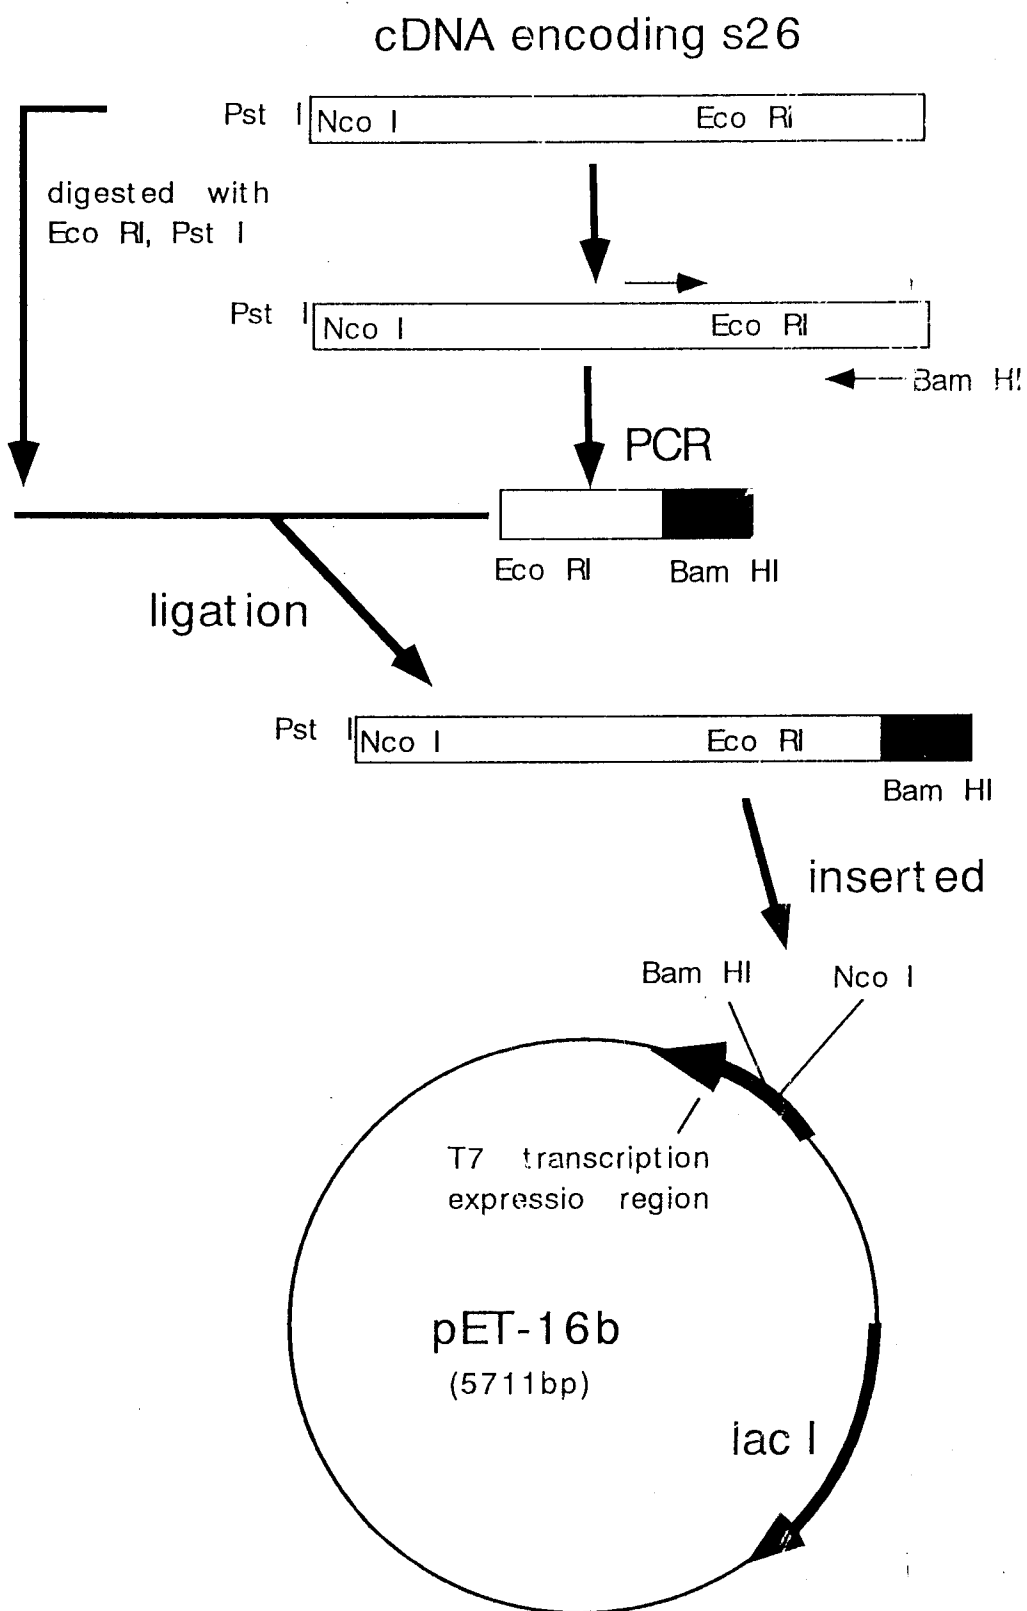 cDNA encoding s26
Pst I
Nco I
Eco RI
digested with
Eco RI, Pst I
Pst I
Nco I
Eco RI
Bam HI
PCR
Eco RI
Bam HI
ligation
Pst I
Nco I
Eco RI
Bam HI
inserted
Bam HI
Nco I
T7 transcription
expressio region
pET-16b
(5711bp)
lac I